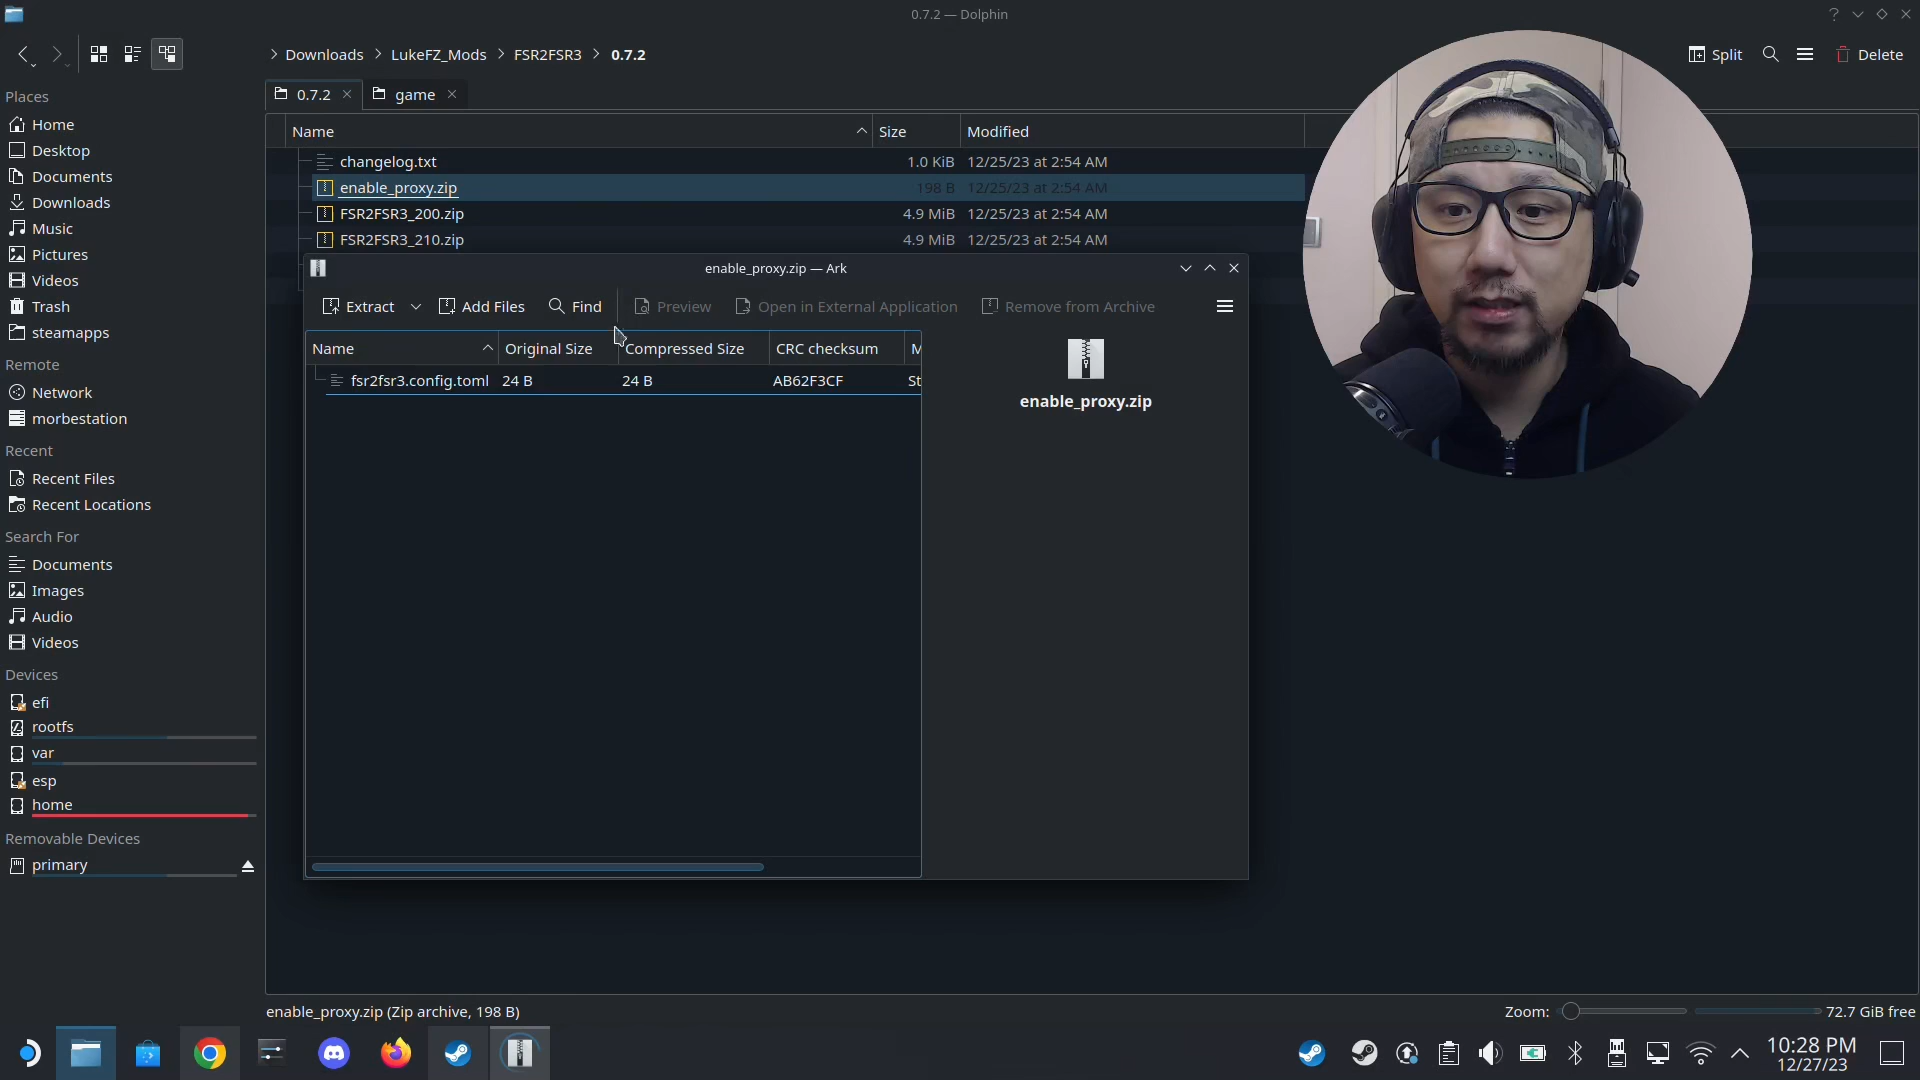 0.7.2 — Dolphin
Downloads > LukeFZ_Mods > FSR2FSR3 > 0.7.2
Split
Delete
0.7.2
game
Places
Home
Desktop
Documents
Downloads
Music
Pictures
Videos
Trash
steamapps
Remote
Network
morbestation
Recent
Recent Files
Recent Locations
Search For
Documents
Images
Audio
Videos
Devices
efi
rootfs
var
esp
home
Removable Devices
primary
Name Size Modified
changelog.txt 1.0 KiB 12/25/23 at 2:54 AM
enable_proxy.zip 198 B 12/25/23 at 2:54 AM
FSR2FSR3_200.zip 4.9 MiB 12/25/23 at 2:54 AM
FSR2FSR3_210.zip 4.9 MiB 12/25/23 at 2:54 AM
enable_proxy.zip — Ark
Extract Add Files Find Preview Open in External Application Remove from Archive
Name Original Size Compressed Size CRC checksum M
fsr2fsr3.config.toml 24 B 24 B AB62F3CF St
enable_proxy.zip
enable_proxy.zip (Zip archive, 198 B)
Zoom:
72.7 GiB free
10:28 PM
12/27/23